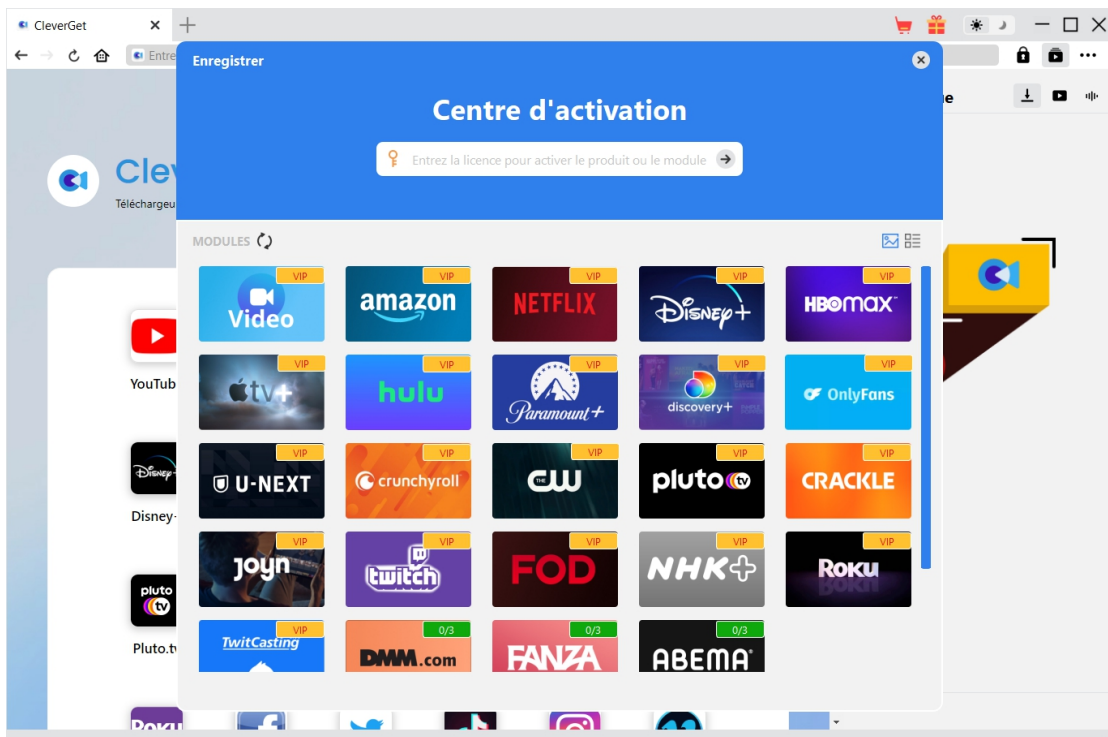 CleverGet
Entre
Enregistrer
Centre d'activation
Entrez la licence pour activer le produit ou le module
Clev
Téléchargeu
ue
MODULES
VIP VIP VIP VIP VIP
Video amazon NETFLIX Disney+ HBOMAX
VIP VIP VIP VIP VIP
tv+ hulu Paramount+ discovery+ OnlyFans
YouTub
VIP VIP VIP VIP VIP
U-NEXT crunchyroll THE CW pluto tv CRACKLE
Disney+
Disney-
VIP VIP VIP VIP VIP
Joyn twitch FOD NHK+ ROKU
pluto
tv
Pluto.tv
VIP 0/3 0/3 0/3
TwitCasting DMM.com FANZA ABEMA
ROKU